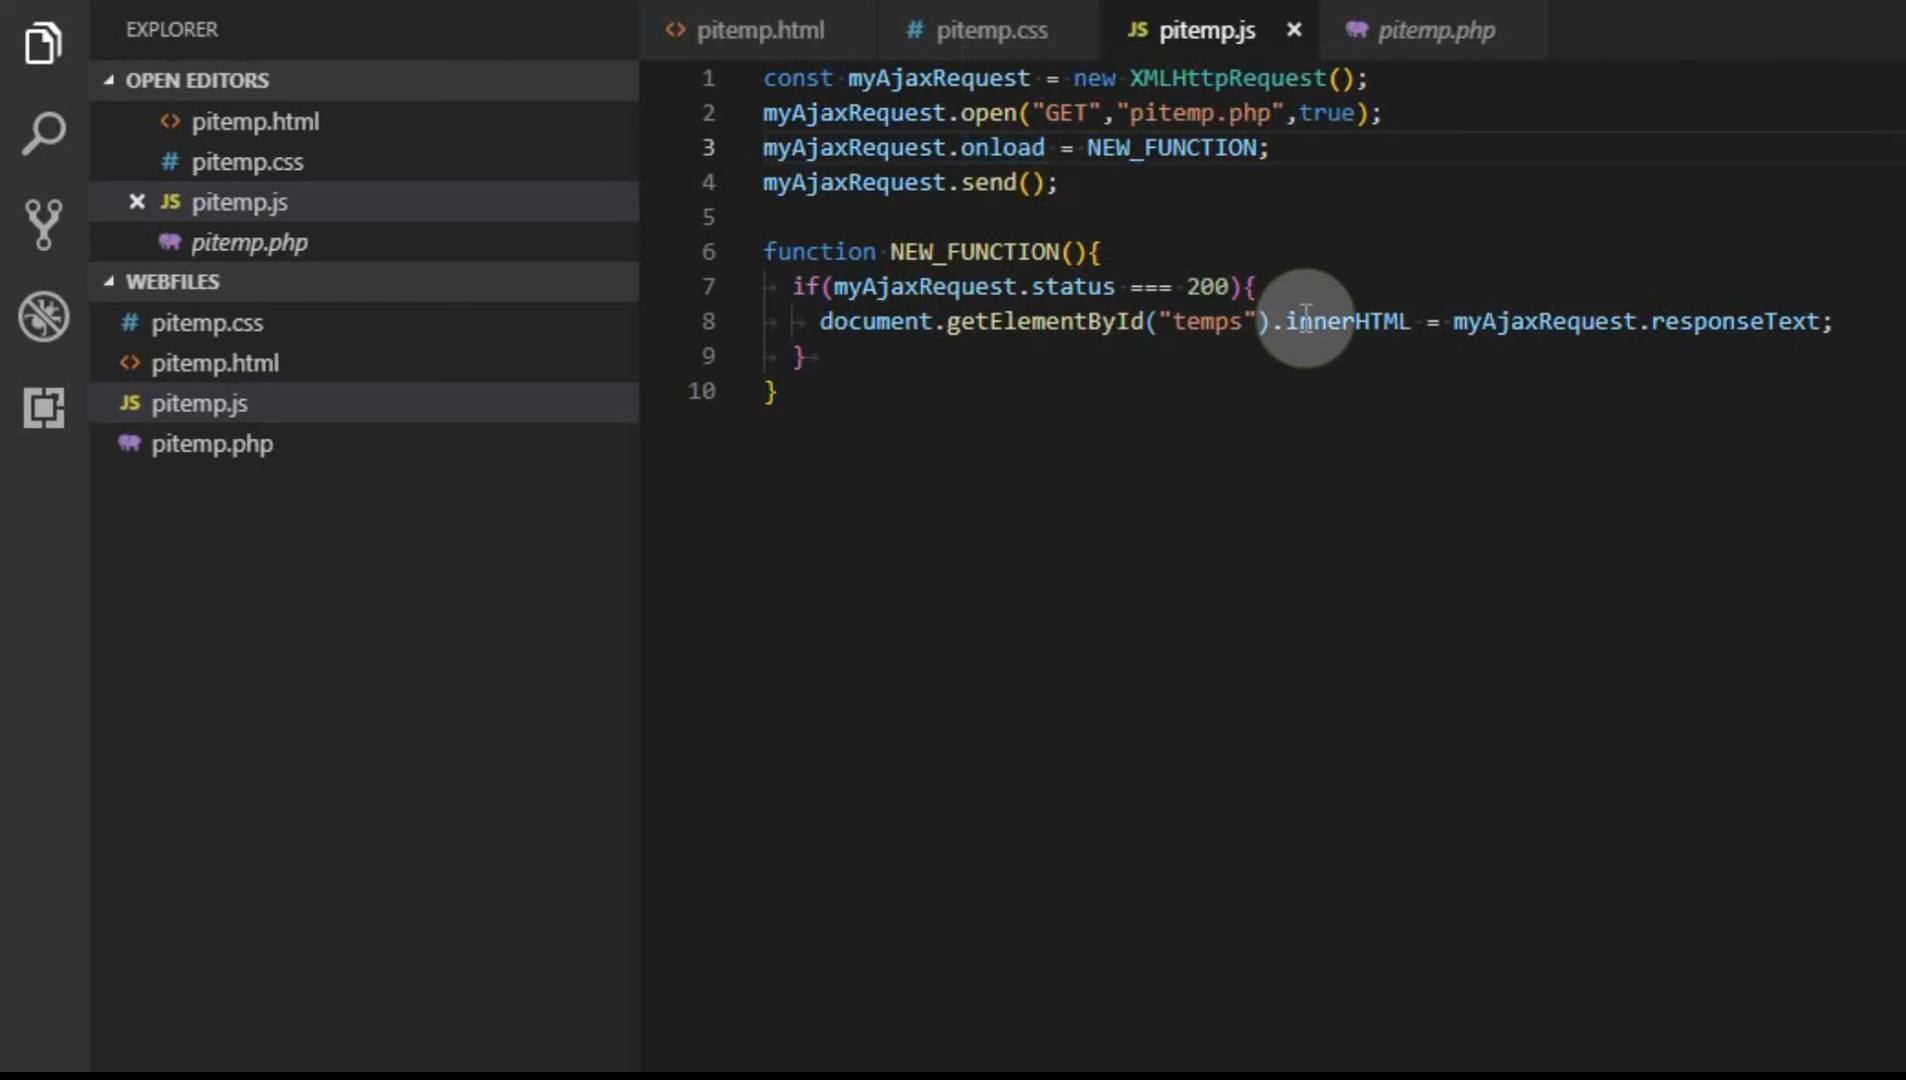 EXPLORER
OPEN EDITORS
<> pitemp.html
# pitemp.css
JS pitemp.js
pitemp.php
WEBFILES
# pitemp.css
<> pitemp.html
JS pitemp.js
pitemp.php
<> pitemp.html # pitemp.css JS pitemp.js pitemp.php
1 const myAjaxRequest = new XMLHttpRequest();
2 myAjaxRequest.open("GET","pitemp.php",true);
3 myAjaxRequest.onload = NEW_FUNCTION;
4 myAjaxRequest.send();
5
6 function NEW_FUNCTION(){
7 if(myAjaxRequest.status === 200){
8 document.getElementById("temps").innerHTML = myAjaxRequest.responseText;
9 }
10 }